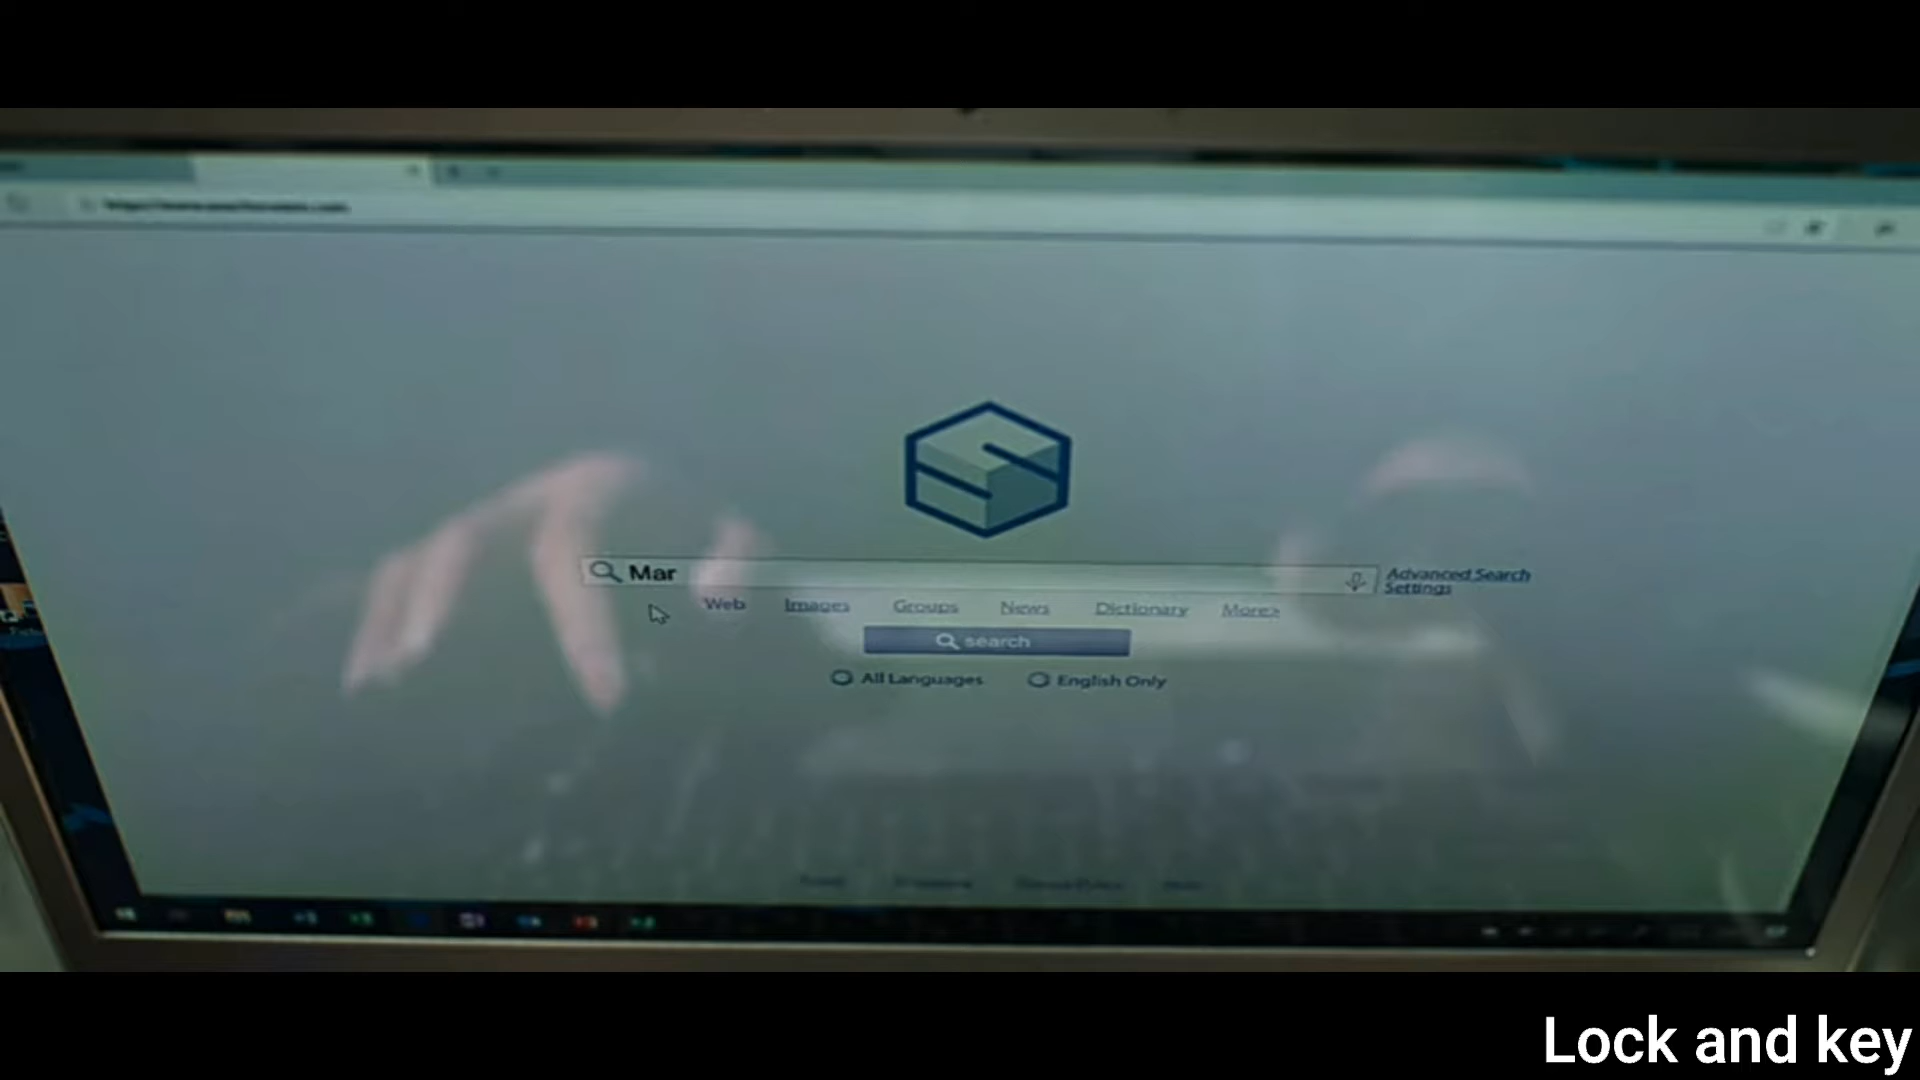 Mar
Advanced Search
Settings
Web Images Groups News Dictionary More>
search
All Languages English Only
Lock and key